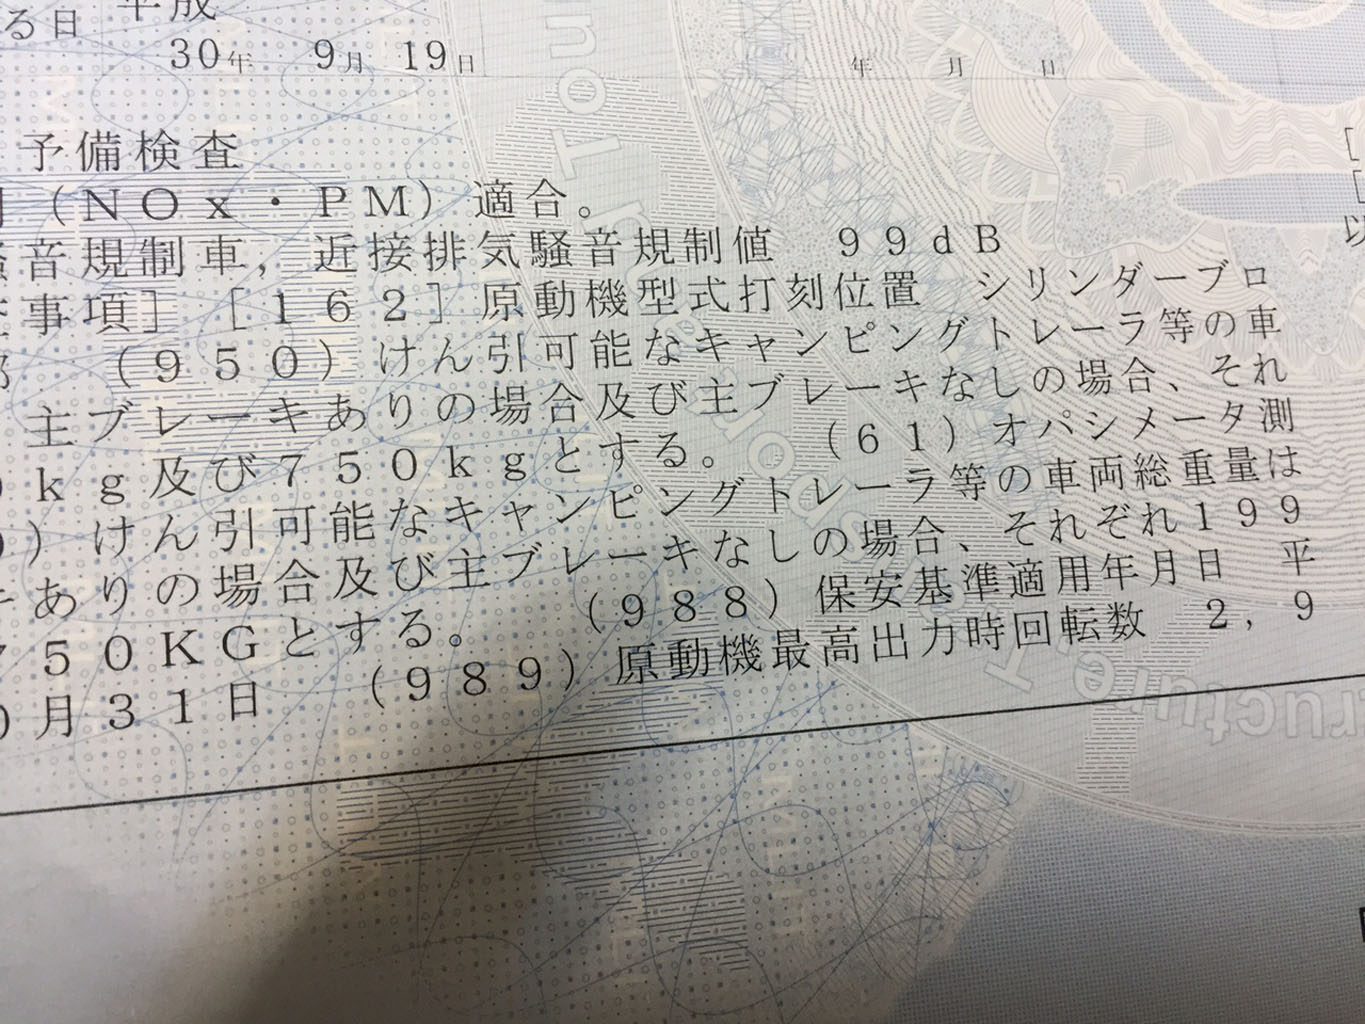 る日 平成
30年 9月 19日 年 月 日
予備検査
(NOx・PM)適合。
音規制車,近接排気騒音規制値 99dB
事項] [162]原動機型式打刻位置 シリンダーブロ
(950)けん引可能なキャンピングトレーラ等の車
主ブレーキありの場合及び主ブレーキなしの場合、それ
kg及び750kgとする。 (61)オパシメータ測
)けん引可能なキャンピングトレーラ等の車両総重量は
ありの場合及び主ブレーキなしの場合、それぞれ199
50KGとする。 (988)保安基準適用年月日 平
月31日 (989)原動機最高出力時回転数 2,9
[
[
以